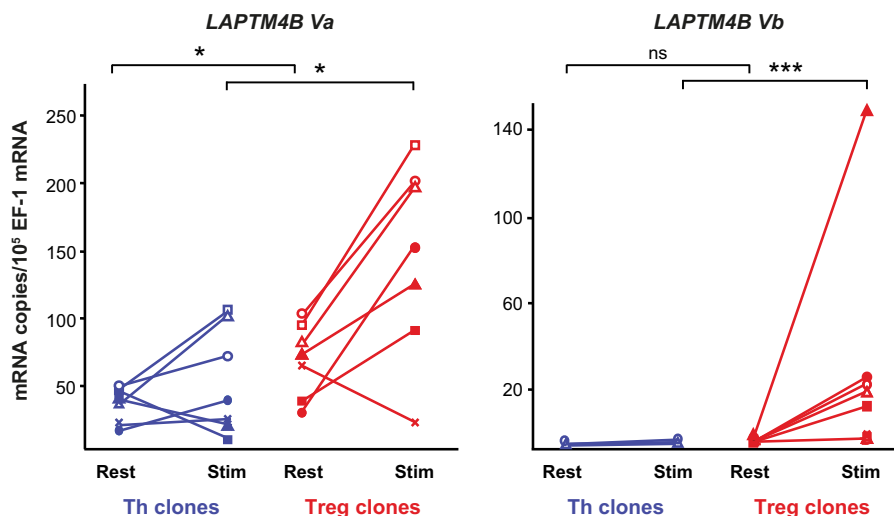 LAPTM4B Va
LAPTM4B Vb
*
*
ns
***
mRNA copies/10⁵ EF-1 mRNA
250
200
150
100
50
140
100
60
20
Rest Stim Rest Stim
Th clones Treg clones
Rest Stim Rest Stim
Th clones Treg clones